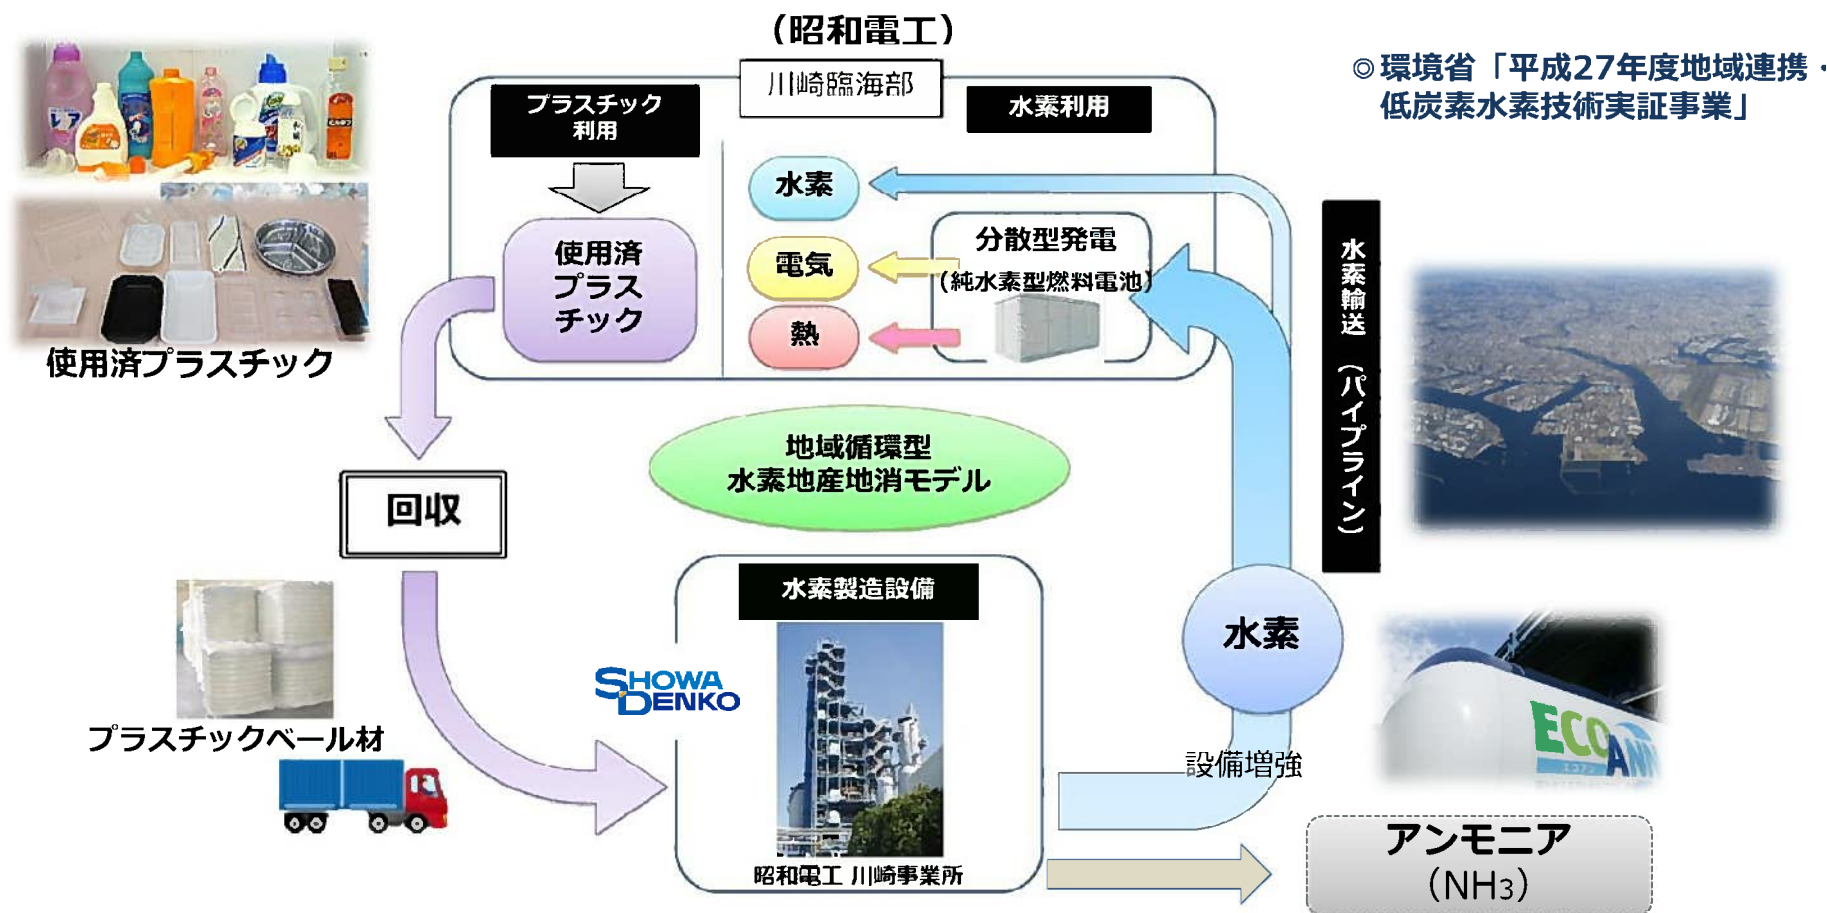 （昭和電工）
川崎臨海部
◎環境省「平成27年度地域連携・
低炭素水素技術実証事業」
プラスチック
利用
水素利用
水素
電気
熱
分散型発電
（純水素型燃料電池）
使用済
プラス
チック
使用済プラスチック
水素輸送（パイプライン）
地域循環型
水素地産地消モデル
回収
水素製造設備
水素
SHOWA
DENKO
プラスチックベール材
設備増強
昭和電工 川崎事業所
ECO
ANN
アンモニア
（NH3）